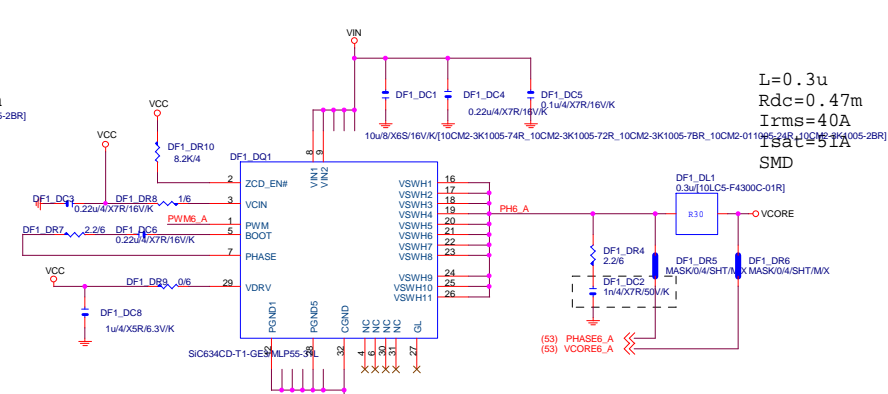 VIN
L=0.3u
Rdc=0.47m
Irms=40A
Isat=51A
SMD
-2BR]
VCC
VCC
DF1_DR10
8.2K/4
DF1_DC1
DF1_DC4
0.22u/4/X7R/16V/K
DF1_DC5
0.1u/4/X7R/16V/K
10u/8/X6S/16V/K/[10CM2-3K1005-74R_10CM2-3K1005-72R_10CM2-3K1005-7BR_10CM2-011005-24R_10CM2-3K1005-2BR]
DF1_DQ1
8
9
VIN1
VIN2
2
ZCD_EN#
DF1_DC3
0.22u/4/X7R/16V/K
DF1_DR8
1/6
3
VCIN
PWM6_A
1
PWM
DF1_DR7
2.2/6
DF1_DC6
0.22u/4/X7R/16V/K
5
BOOT
7
PHASE
VCC
DF1_DR9
0/6
29
VDRV
DF1_DC8
1u/4/X5R/6.3V/K
VSWH1
16
VSWH2
17
VSWH3
18
VSWH4
19
VSWH5
20
VSWH6
21
VSWH7
22
VSWH8
23
VSWH9
24
VSWH10
25
VSWH11
26
PH6_A
DF1_DL1
0.3u/[10LC5-F4300C-01R]
R30
VCORE
DF1_DR4
2.2/6
DF1_DR5
MASK/0/4/SHT/M/X
DF1_DR6
MASK/0/4/SHT/M/X
DF1_DC2
1n/4/X7R/50V/K
(53) PHASE6_A
(53) VCORE6_A
PGND1
PGND5
CGND
NC
NC
NC
NC
GL
28
32
4
6
30
31
27